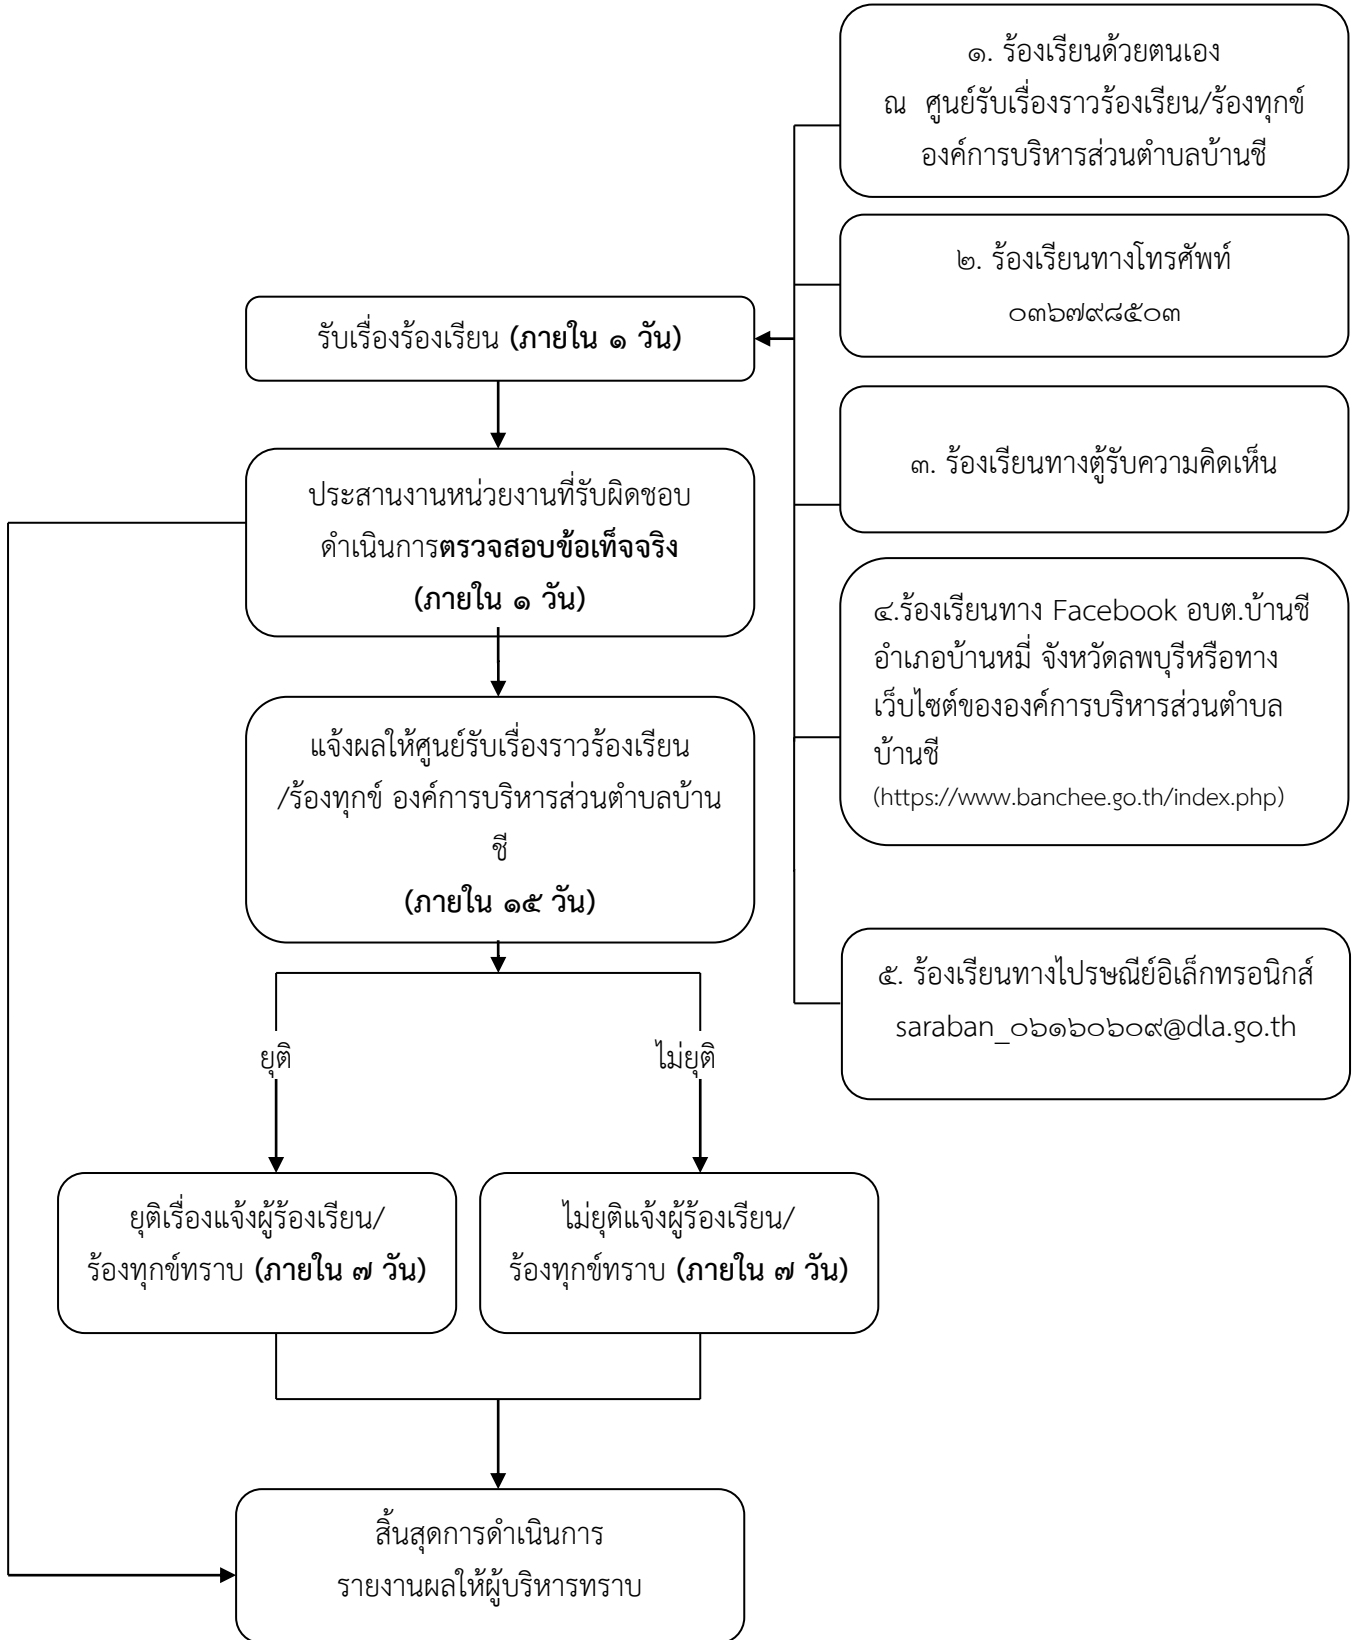 ๑. ร้องเรียนด้วยตนเอง
ณ ศูนย์รับเรื่องราวร้องเรียน/ร้องทุกข์
องค์การบริหารส่วนตำบลบ้านชี
๒. ร้องเรียนทางโทรศัพท์
๐๓๖๗๙๘๕๐๓
๓. ร้องเรียนทางตู้รับความคิดเห็น
๔.ร้องเรียนทาง Facebook อบต.บ้านชี
อำเภอบ้านหมี่ จังหวัดลพบุรีหรือทาง
เว็บไซต์ขององค์การบริหารส่วนตำบล
บ้านชี
(https://www.banchee.go.th/index.php)
๕. ร้องเรียนทางไปรษณีย์อิเล็กทรอนิกส์
saraban_๐๖๑๖๐๖๐๙@dla.go.th
รับเรื่องร้องเรียน (ภายใน ๑ วัน)
ประสานงานหน่วยงานที่รับผิดชอบ
ดำเนินการตรวจสอบข้อเท็จจริง
(ภายใน ๑ วัน)
แจ้งผลให้ศูนย์รับเรื่องราวร้องเรียน
/ร้องทุกข์ องค์การบริหารส่วนตำบลบ้าน
ชี
(ภายใน ๑๕ วัน)
ยุติ
ไม่ยุติ
ยุติเรื่องแจ้งผู้ร้องเรียน/
ร้องทุกข์ทราบ (ภายใน ๗ วัน)
ไม่ยุติแจ้งผู้ร้องเรียน/
ร้องทุกข์ทราบ (ภายใน ๗ วัน)
สิ้นสุดการดำเนินการ
รายงานผลให้ผู้บริหารทราบ